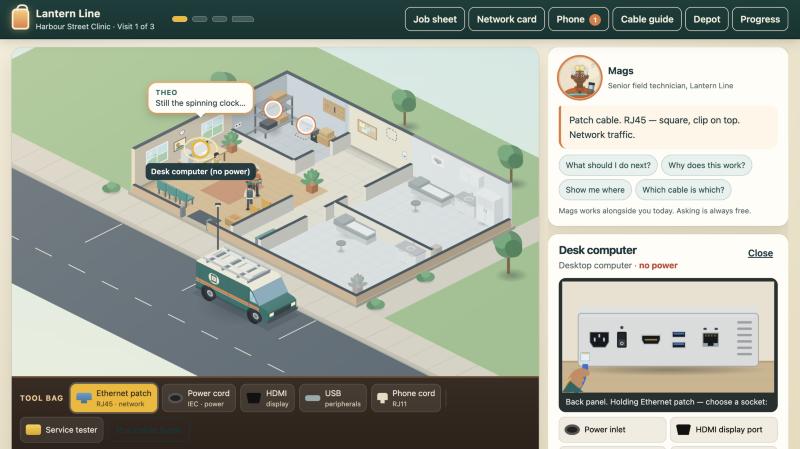 Lantern Line
Harbour Street Clinic · Visit 1 of 3
Job sheet
Network card
Phone 1
Cable guide
Depot
Progress
THEO
Still the spinning clock...
Desk computer (no power)
Mags
Senior field technician, Lantern Line
Patch cable. RJ45 — square, clip on top.
Network traffic.
What should I do next?
Why does this work?
Show me where
Which cable is which?
Mags works alongside you today. Asking is always free.
Desk computer
Close
Desktop computer · no power
Back panel. Holding Ethernet patch — choose a socket:
Power inlet
HDMI display port
TOOL BAG
Ethernet patch
RJ45 · network
Power cord
IEC · power
HDMI
display
USB
peripherals
Phone cord
RJ11
Service tester